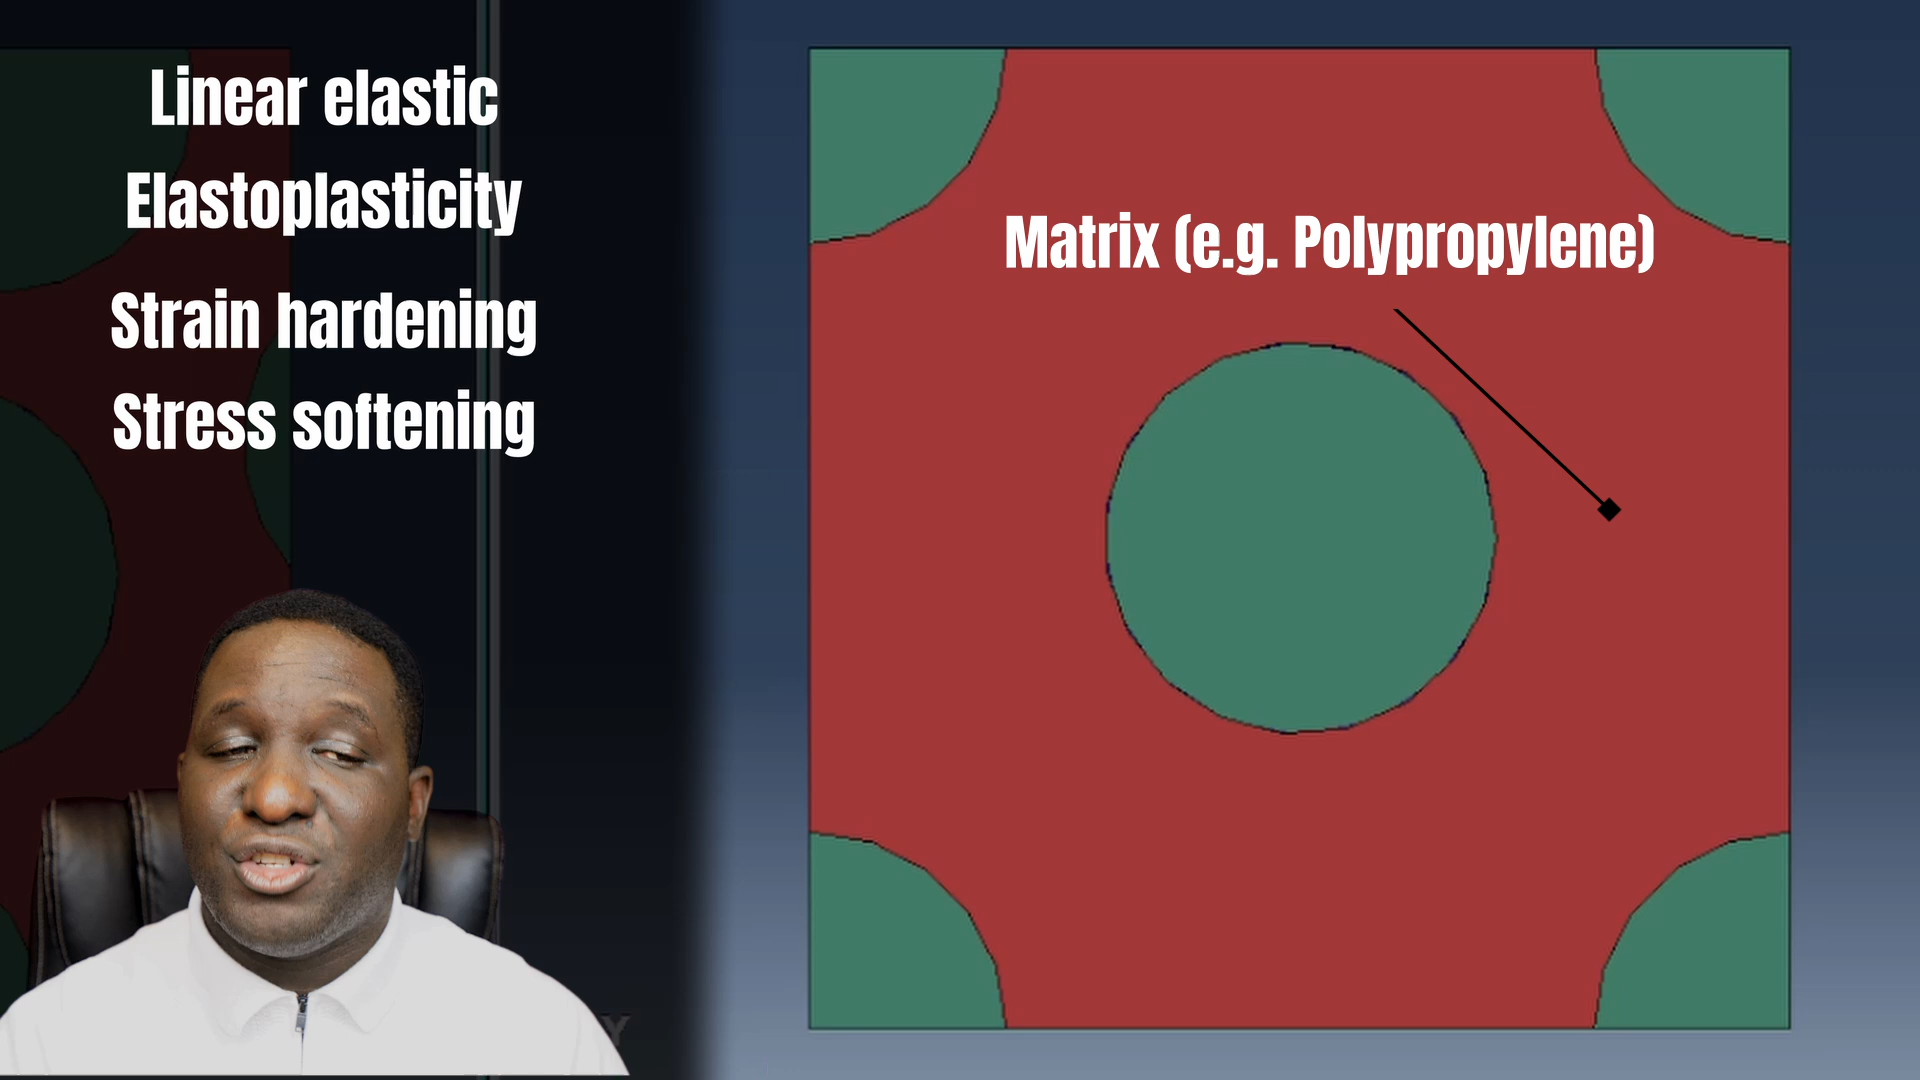 Linear elastic
Elastoplasticity
Strain hardening
Stress softening
Matrix (e.g. Polypropylene)